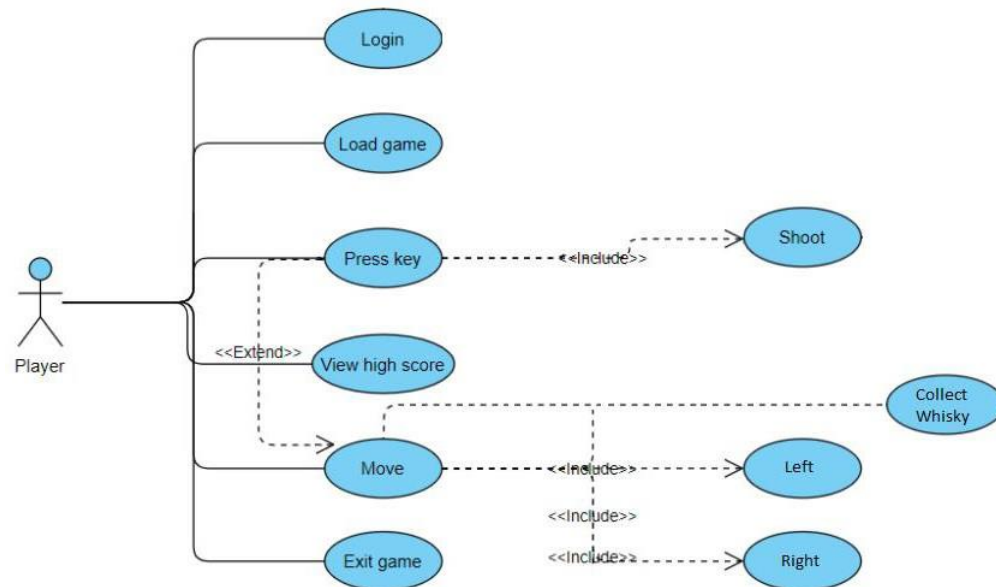 Login
Load game
Press key
<<Include>>
Shoot
Player
<<Extend>>
View high score
Collect
Whisky
Move
<<Include>>
Left
<<Include>>
<<Include>>
Right
Exit game